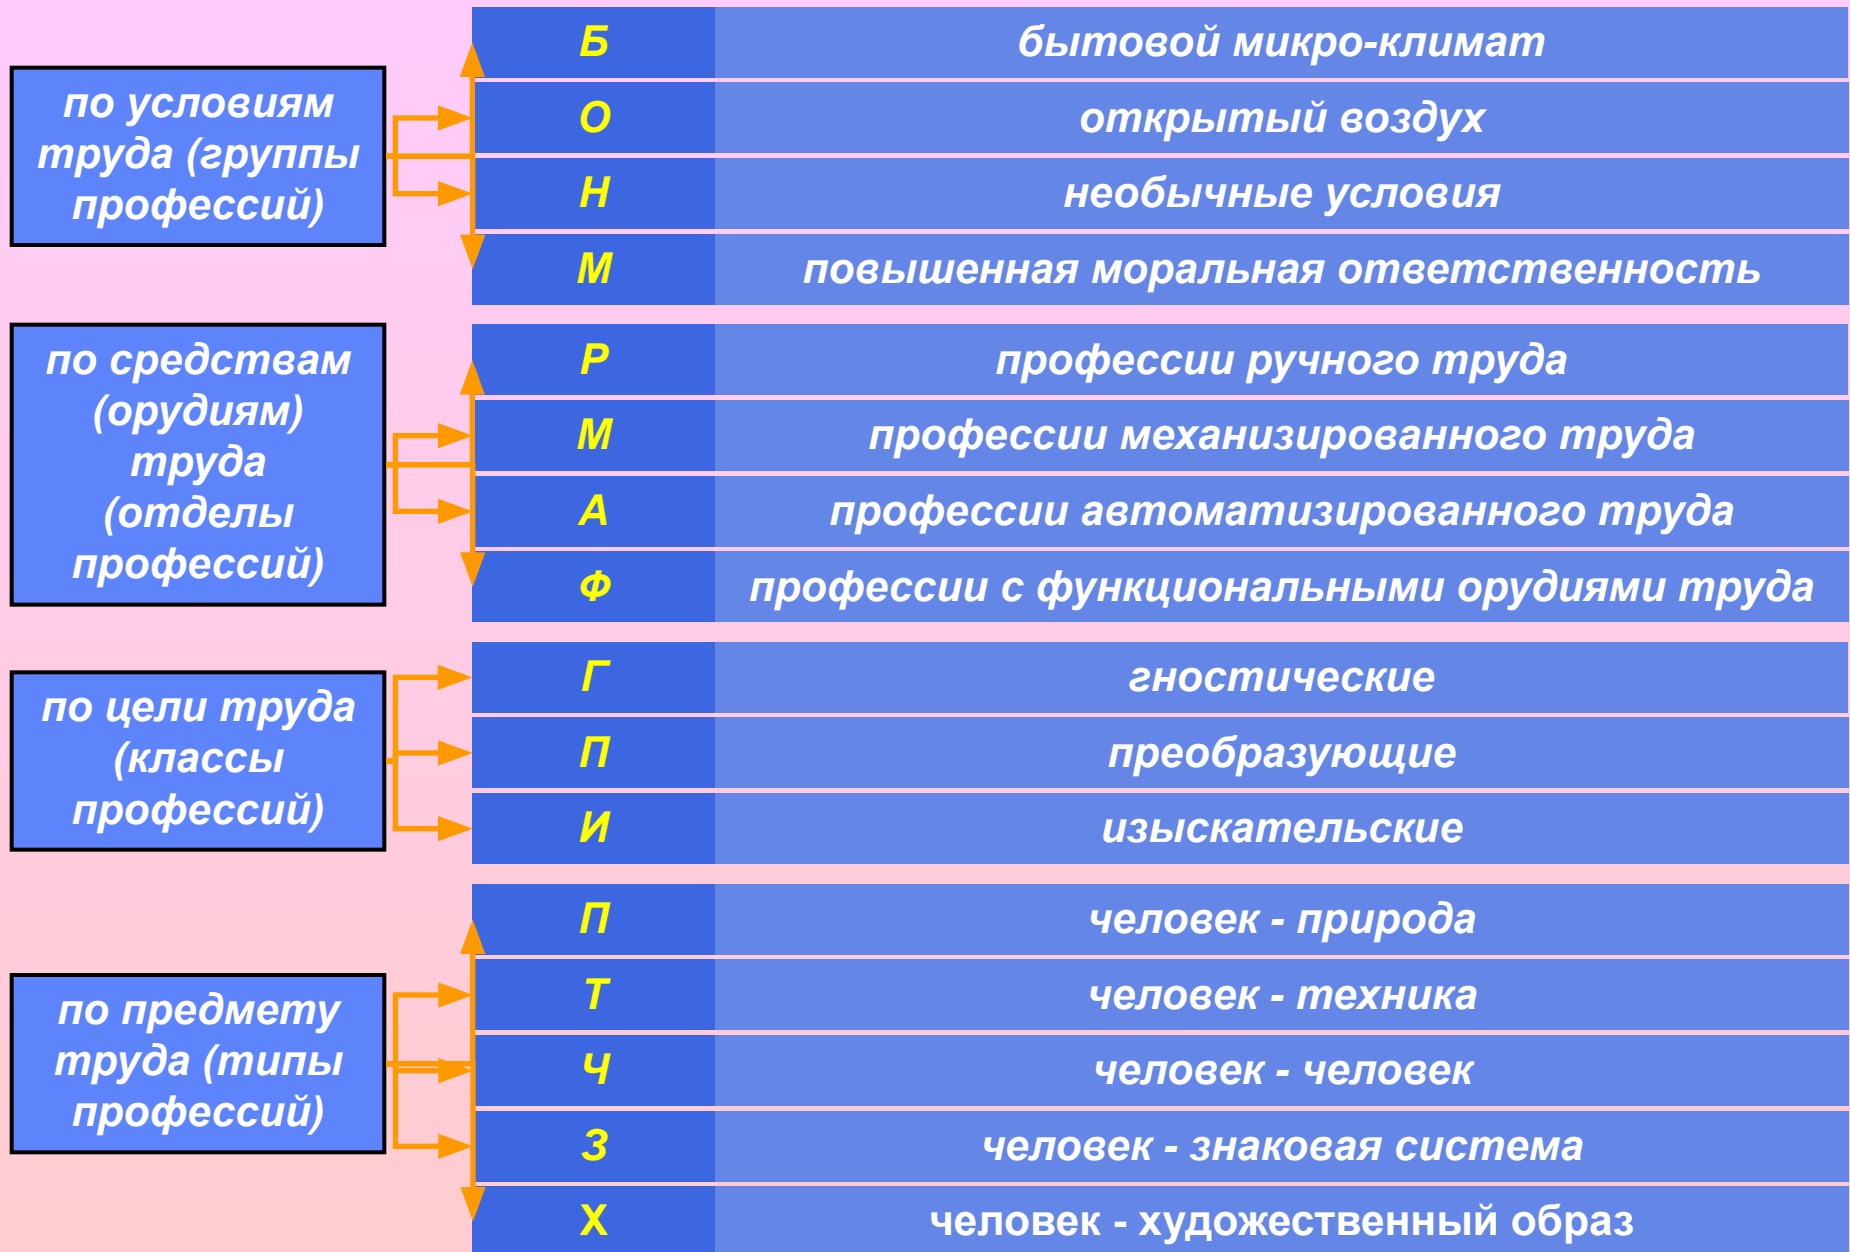 по условиям
труда (группы
профессий)
Б бытовой микро-климат
О открытый воздух
Н необычные условия
М повышенная моральная ответственность
по средствам
(орудиям)
труда
(отделы
профессий)
Р профессии ручного труда
М профессии механизированного труда
А профессии автоматизированного труда
Ф профессии с функциональными орудиями труда
по цели труда
(классы
профессий)
Г гностические
П преобразующие
И изыскательские
по предмету
труда (типы
профессий)
П человек - природа
Т человек - техника
Ч человек - человек
З человек - знаковая система
Х человек - художественный образ